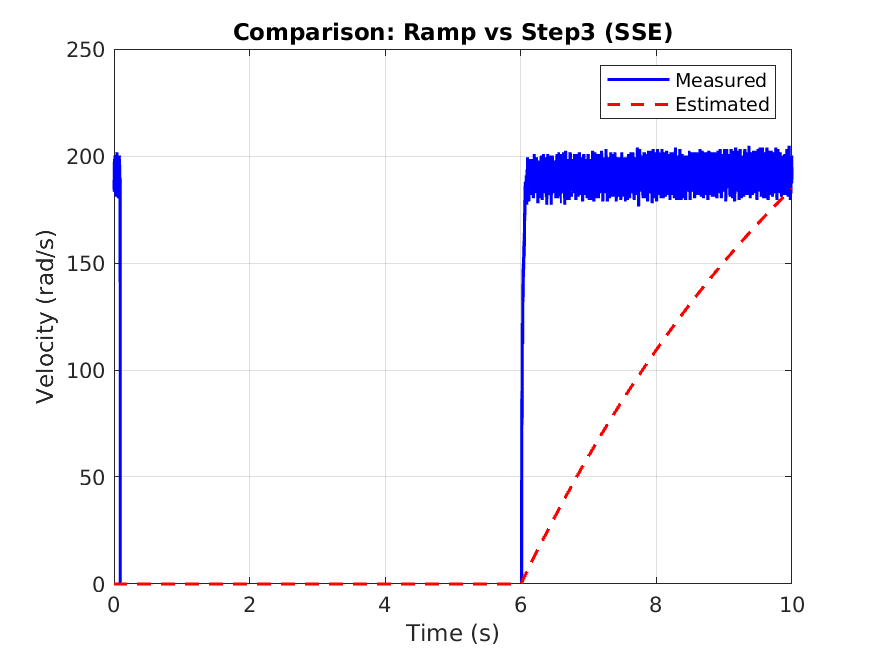 Comparison: Ramp vs Step3 (SSE)
250
200
150
100
50
0
Velocity (rad/s)
Measured
Estimated
0 2 4 6 8 10
Time (s)